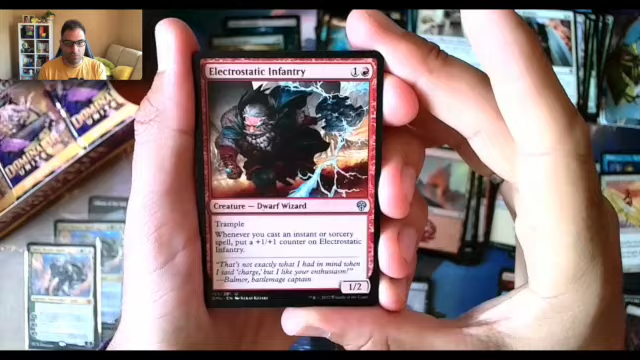 Electrostatic Infantry
1
Creature — Dwarf Wizard
Trample
Whenever you cast an instant or sorcery
spell, put a +1/+1 counter on Electrostatic
Infantry.
"That's not exactly what I had in mind when
I said 'charge,' but I like your enthusiasm!"
—Balmor, battlemage captain
1/2